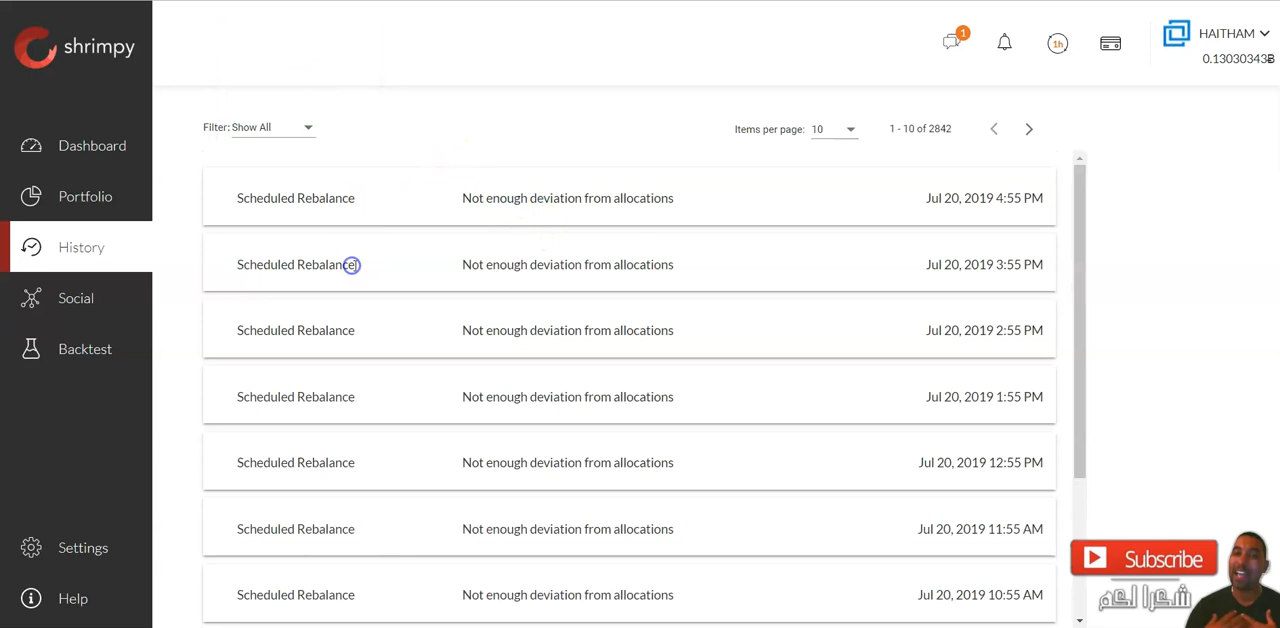 shrimpy
1
1h
HAITHAM
0.13030343Ƀ
Dashboard
Portfolio
History
Social
Backtest
Settings
Help
Filter: Show All
Items per page: 10
1 - 10 of 2842
Scheduled Rebalance Not enough deviation from allocations Jul 20, 2019 4:55 PM
Scheduled Rebalance Not enough deviation from allocations Jul 20, 2019 3:55 PM
Scheduled Rebalance Not enough deviation from allocations Jul 20, 2019 2:55 PM
Scheduled Rebalance Not enough deviation from allocations Jul 20, 2019 1:55 PM
Scheduled Rebalance Not enough deviation from allocations Jul 20, 2019 12:55 PM
Scheduled Rebalance Not enough deviation from allocations Jul 20, 2019 11:55 AM
Scheduled Rebalance Not enough deviation from allocations Jul 20, 2019 10:55 AM
Subscribe
شكرا لكم